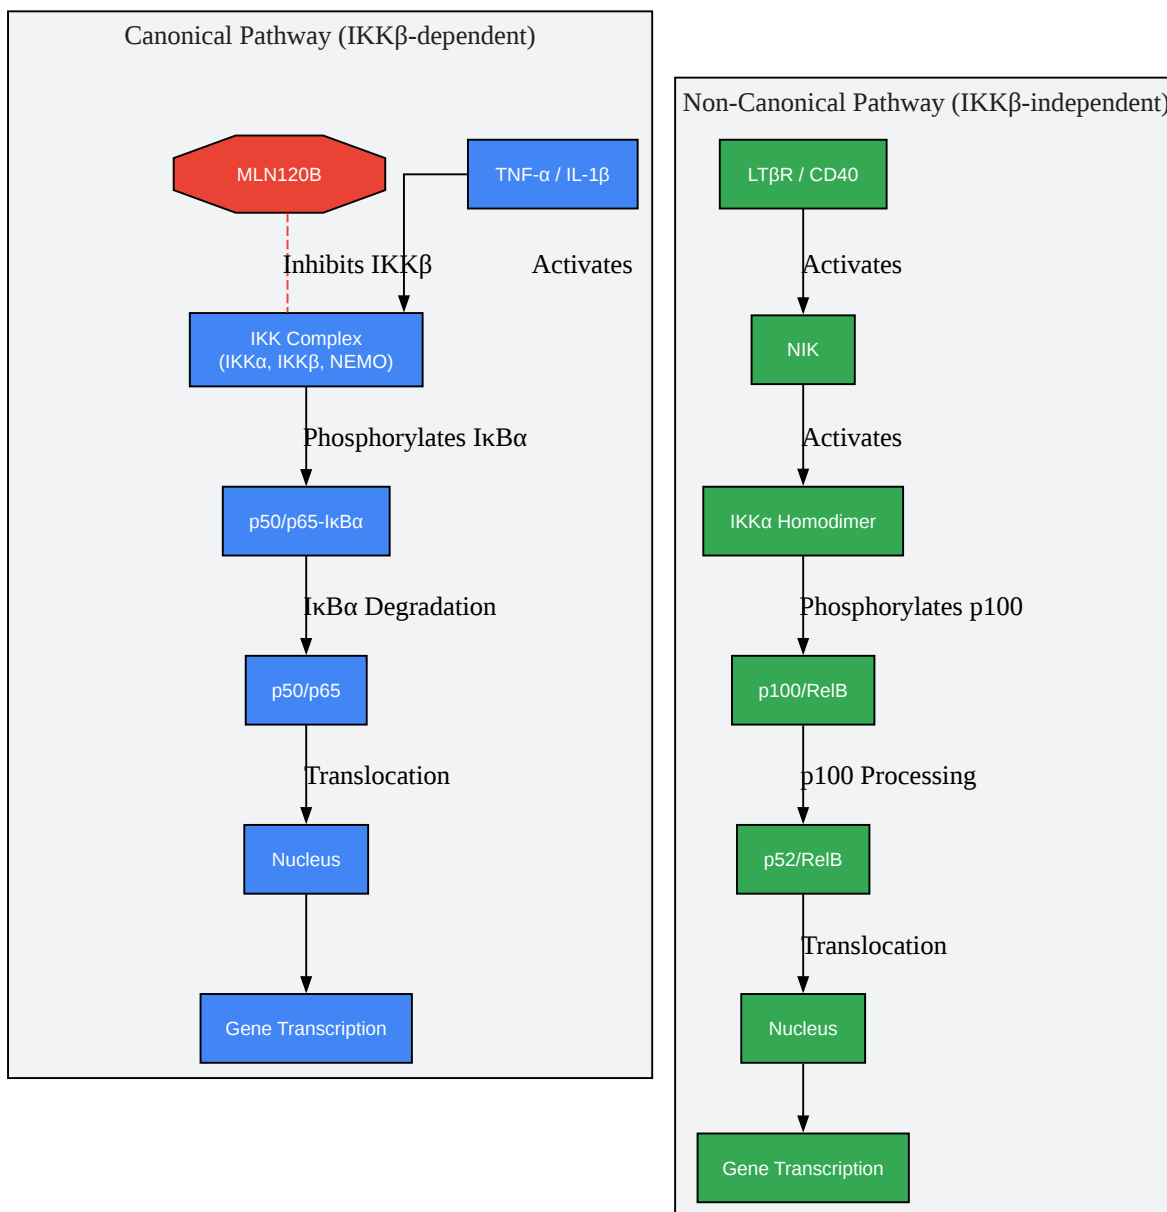 Canonical Pathway (IKKβ-dependent)
MLN120B
TNF-α / IL-1β
Inhibits IKKβ
Activates
IKK Complex
(IKKα, IKKβ, NEMO)
Phosphorylates IκBα
p50/p65-IκBα
IκBα Degradation
p50/p65
Translocation
Nucleus
Gene Transcription
Non-Canonical Pathway (IKKβ-independent)
LTβR / CD40
Activates
NIK
Activates
IKKα Homodimer
Phosphorylates p100
p100/RelB
p100 Processing
p52/RelB
Translocation
Nucleus
Gene Transcription